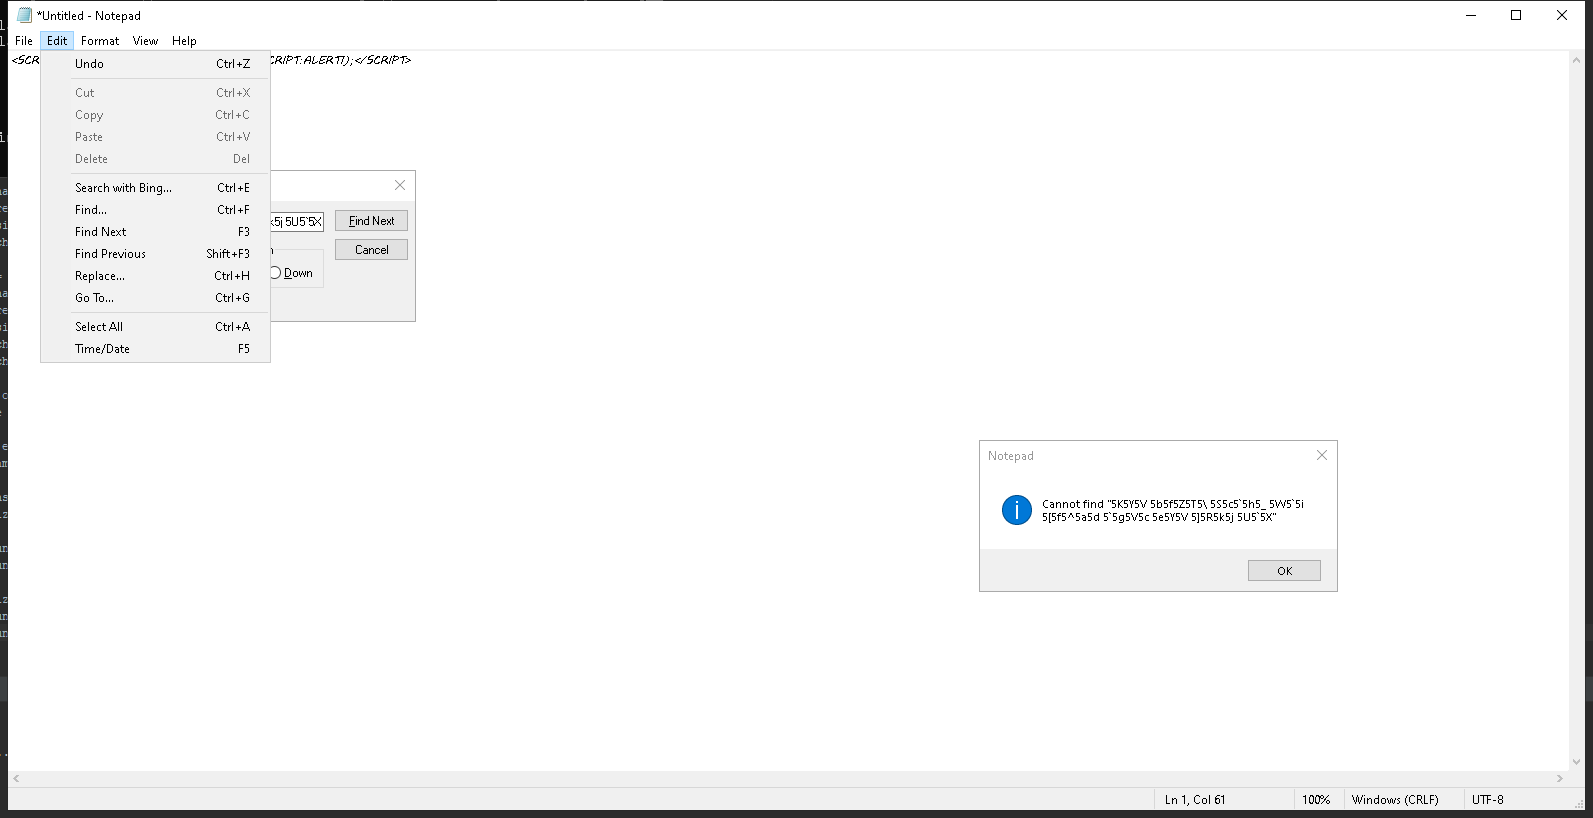 *Untitled - Notepad
File Edit Format View Help
<SCR CRIPT:ALERT1);</SCRIPT>
Undo Ctrl+Z
Cut Ctrl+X
Copy Ctrl+C
Paste Ctrl+V
Delete Del
Search with Bing... Ctrl+E
Find... Ctrl+F
Find Next F3
Find Previous Shift+F3
Replace... Ctrl+H
Go To... Ctrl+G
Select All Ctrl+A
Time/Date F5
k5j 5U5`5X Find Next
Cancel
Down
Notepad
Cannot find "5K5Y5V 5b5f5Z5T5\ 5S5c5`5h5_ 5W5`5i
5[5f5^5a5d 5`5g5V5c 5e5Y5V 5]5R5k5j 5U5`5X"
OK
Ln 1, Col 61 100% Windows (CRLF) UTF-8